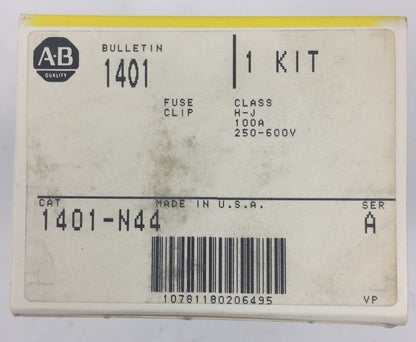 A-B
QUALITY
BULLETIN
1401
1 KIT
FUSE CLASS
CLIP H-J
100A
250-600V
CAT MADE IN U.S.A. SER
1401-N44 A
10781180206495 VP